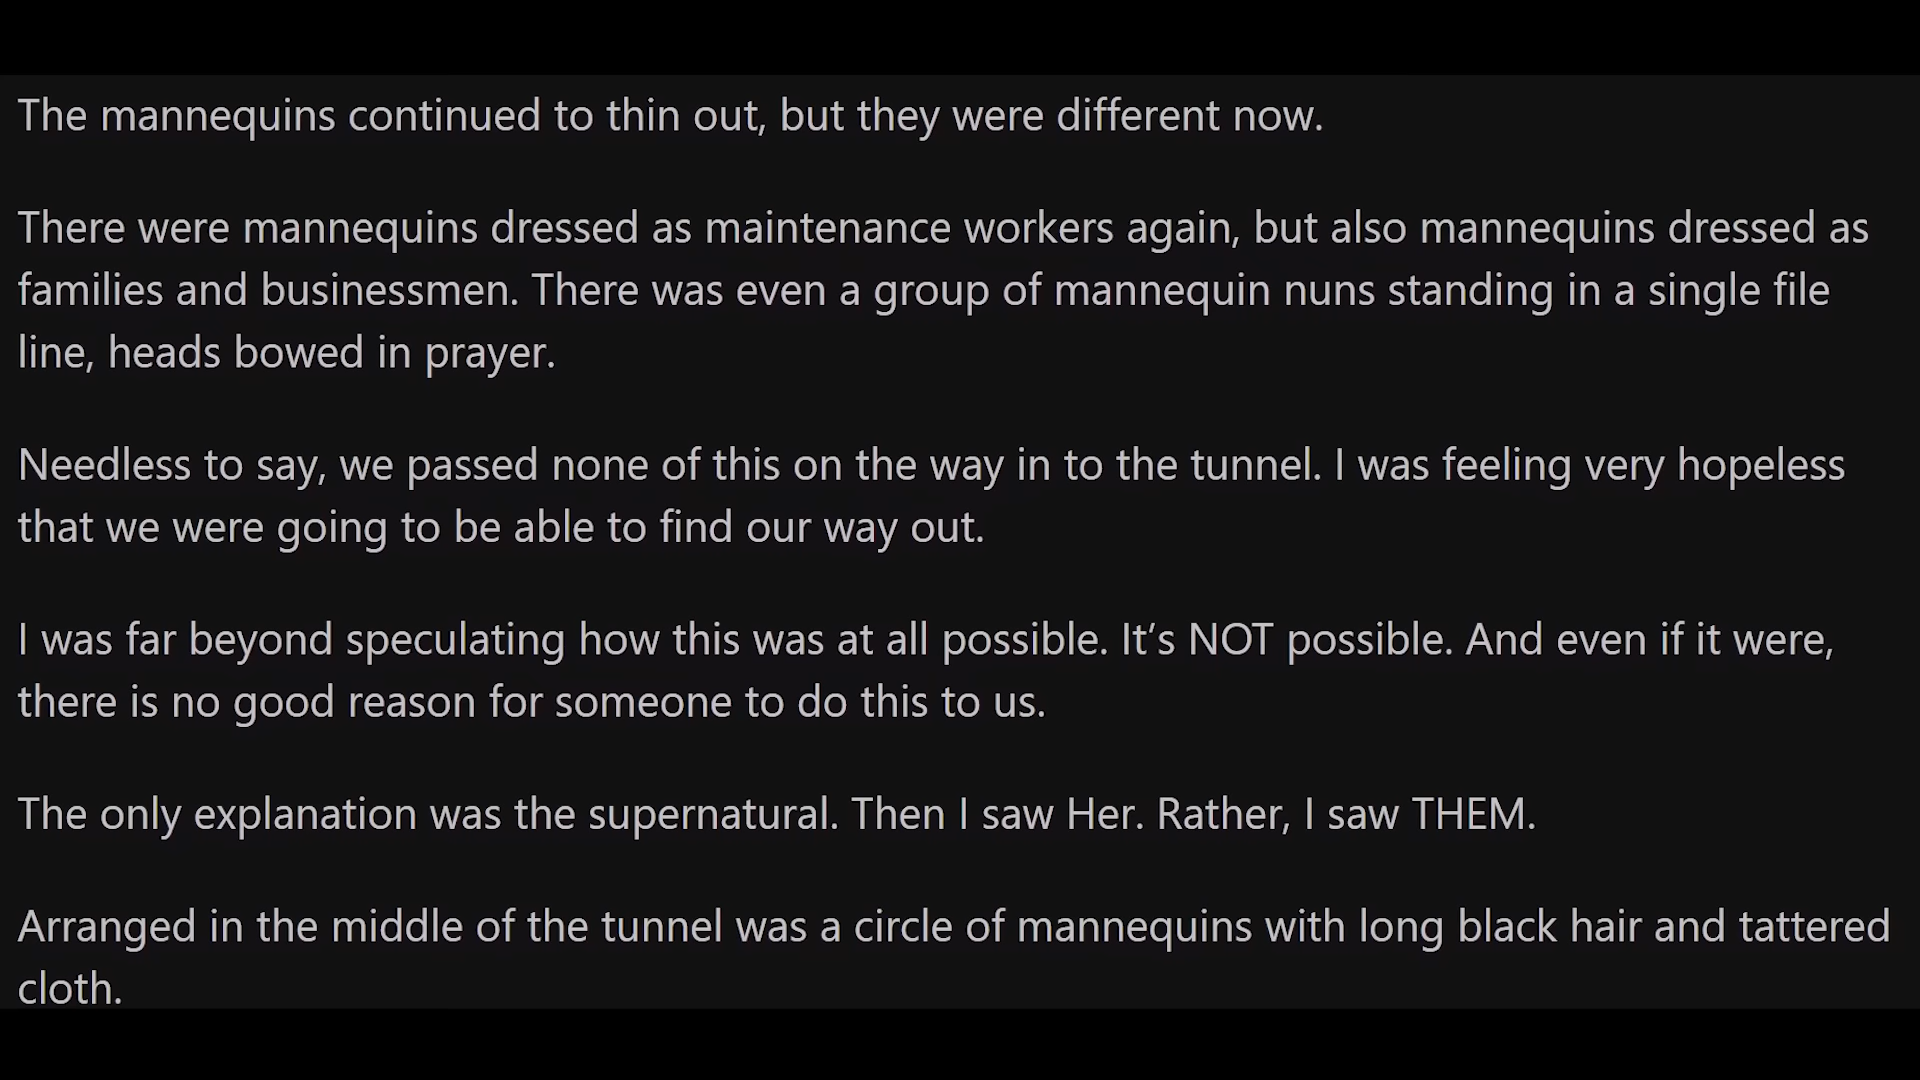 The mannequins continued to thin out, but they were different now.
There were mannequins dressed as maintenance workers again, but also mannequins dressed as
families and businessmen. There was even a group of mannequin nuns standing in a single file
line, heads bowed in prayer.
Needless to say, we passed none of this on the way in to the tunnel. I was feeling very hopeless
that we were going to be able to find our way out.
I was far beyond speculating how this was at all possible. It’s NOT possible. And even if it were,
there is no good reason for someone to do this to us.
The only explanation was the supernatural. Then I saw Her. Rather, I saw THEM.
Arranged in the middle of the tunnel was a circle of mannequins with long black hair and tattered
cloth.